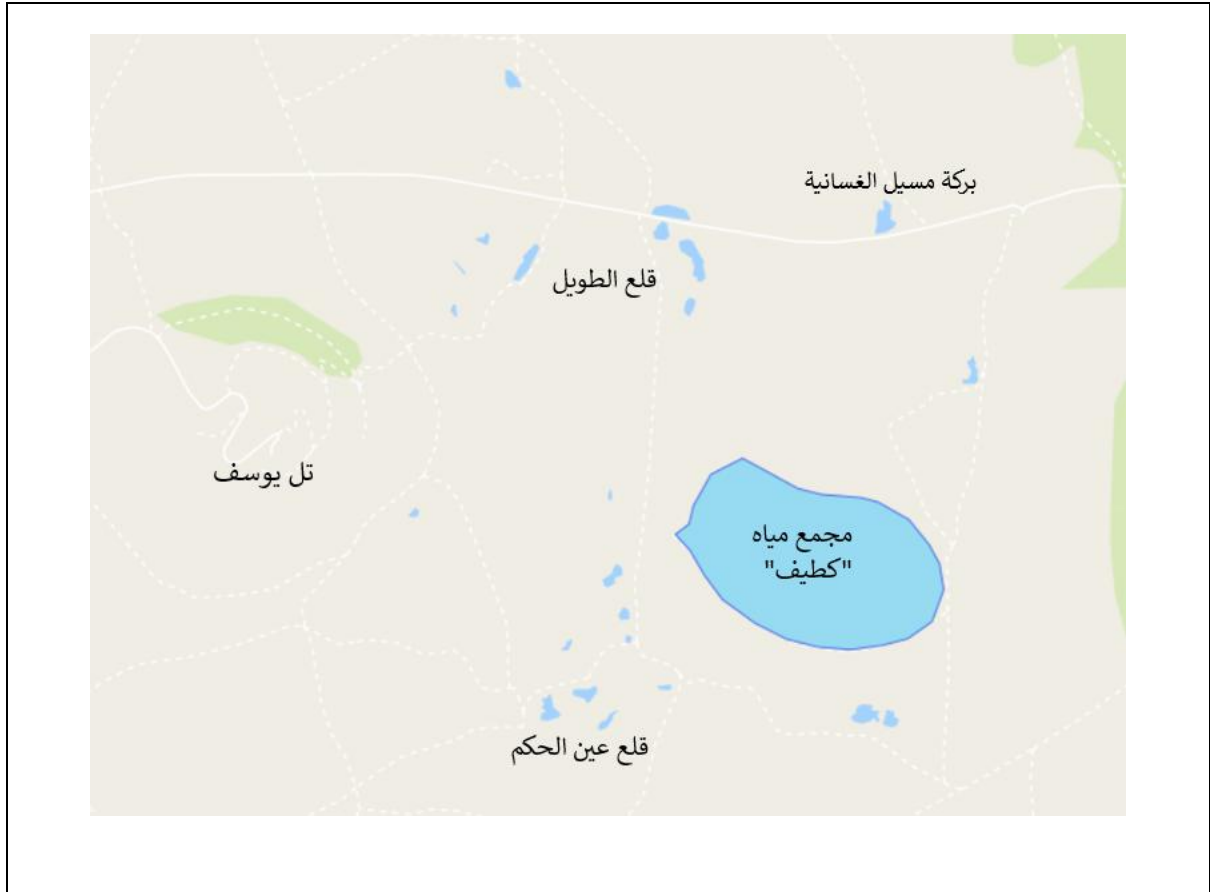 بركة مسيل الغسانية
قلع الطويل
تل يوسف
مجمع مياه
"كطيف"
قلع عين الحكم